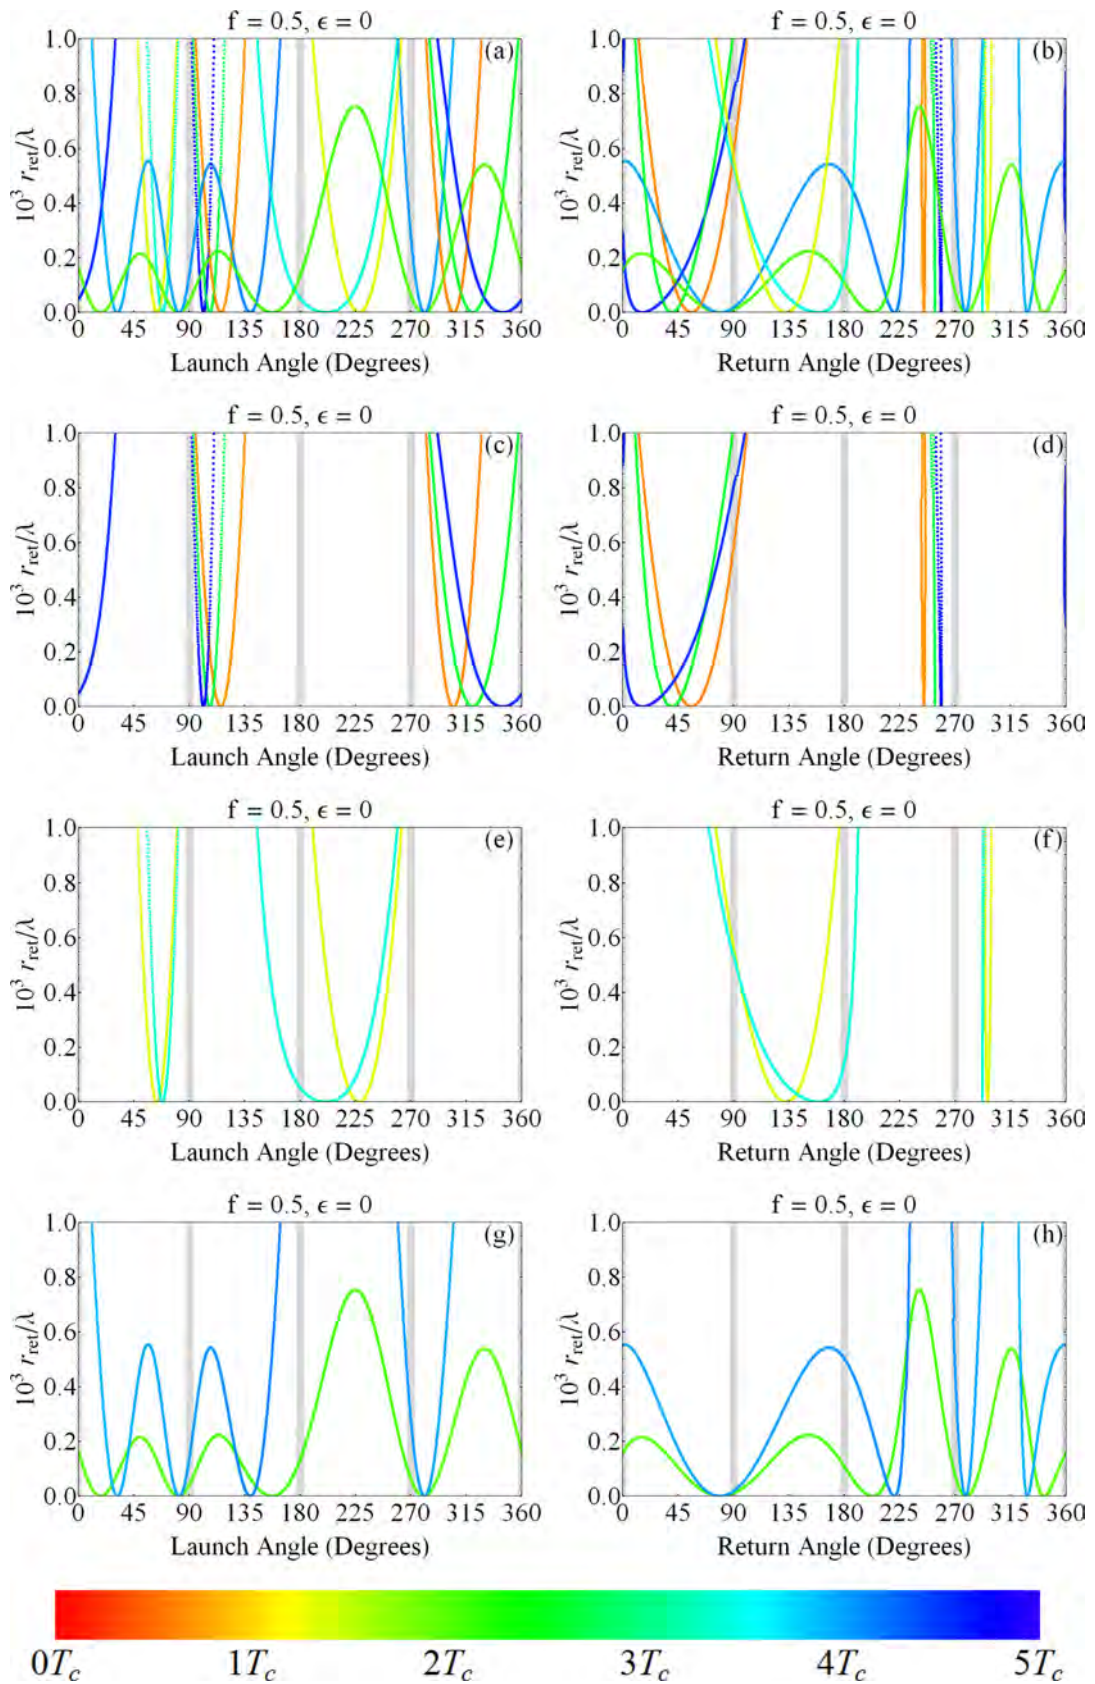 f = 0.5, ϵ = 0
f = 0.5, ϵ = 0
(a)
(b)
10³ r_ret/λ
1.0
0.8
0.6
0.4
0.2
0.0
0 45 90 135 180 225 270 315 360
Launch Angle (Degrees)
10³ r_ret/λ
1.0
0.8
0.6
0.4
0.2
0.0
0 45 90 135 180 225 270 315 360
Return Angle (Degrees)
f = 0.5, ϵ = 0
f = 0.5, ϵ = 0
(c)
(d)
10³ r_ret/λ
1.0
0.8
0.6
0.4
0.2
0.0
0 45 90 135 180 225 270 315 360
Launch Angle (Degrees)
10³ r_ret/λ
1.0
0.8
0.6
0.4
0.2
0.0
0 45 90 135 180 225 270 315 360
Return Angle (Degrees)
f = 0.5, ϵ = 0
f = 0.5, ϵ = 0
(e)
(f)
10³ r_ret/λ
1.0
0.8
0.6
0.4
0.2
0.0
0 45 90 135 180 225 270 315 360
Launch Angle (Degrees)
10³ r_ret/λ
1.0
0.8
0.6
0.4
0.2
0.0
0 45 90 135 180 225 270 315 360
Return Angle (Degrees)
f = 0.5, ϵ = 0
f = 0.5, ϵ = 0
(g)
(h)
10³ r_ret/λ
1.0
0.8
0.6
0.4
0.2
0.0
0 45 90 135 180 225 270 315 360
Launch Angle (Degrees)
10³ r_ret/λ
1.0
0.8
0.6
0.4
0.2
0.0
0 45 90 135 180 225 270 315 360
Return Angle (Degrees)
0T_c 1T_c 2T_c 3T_c 4T_c 5T_c